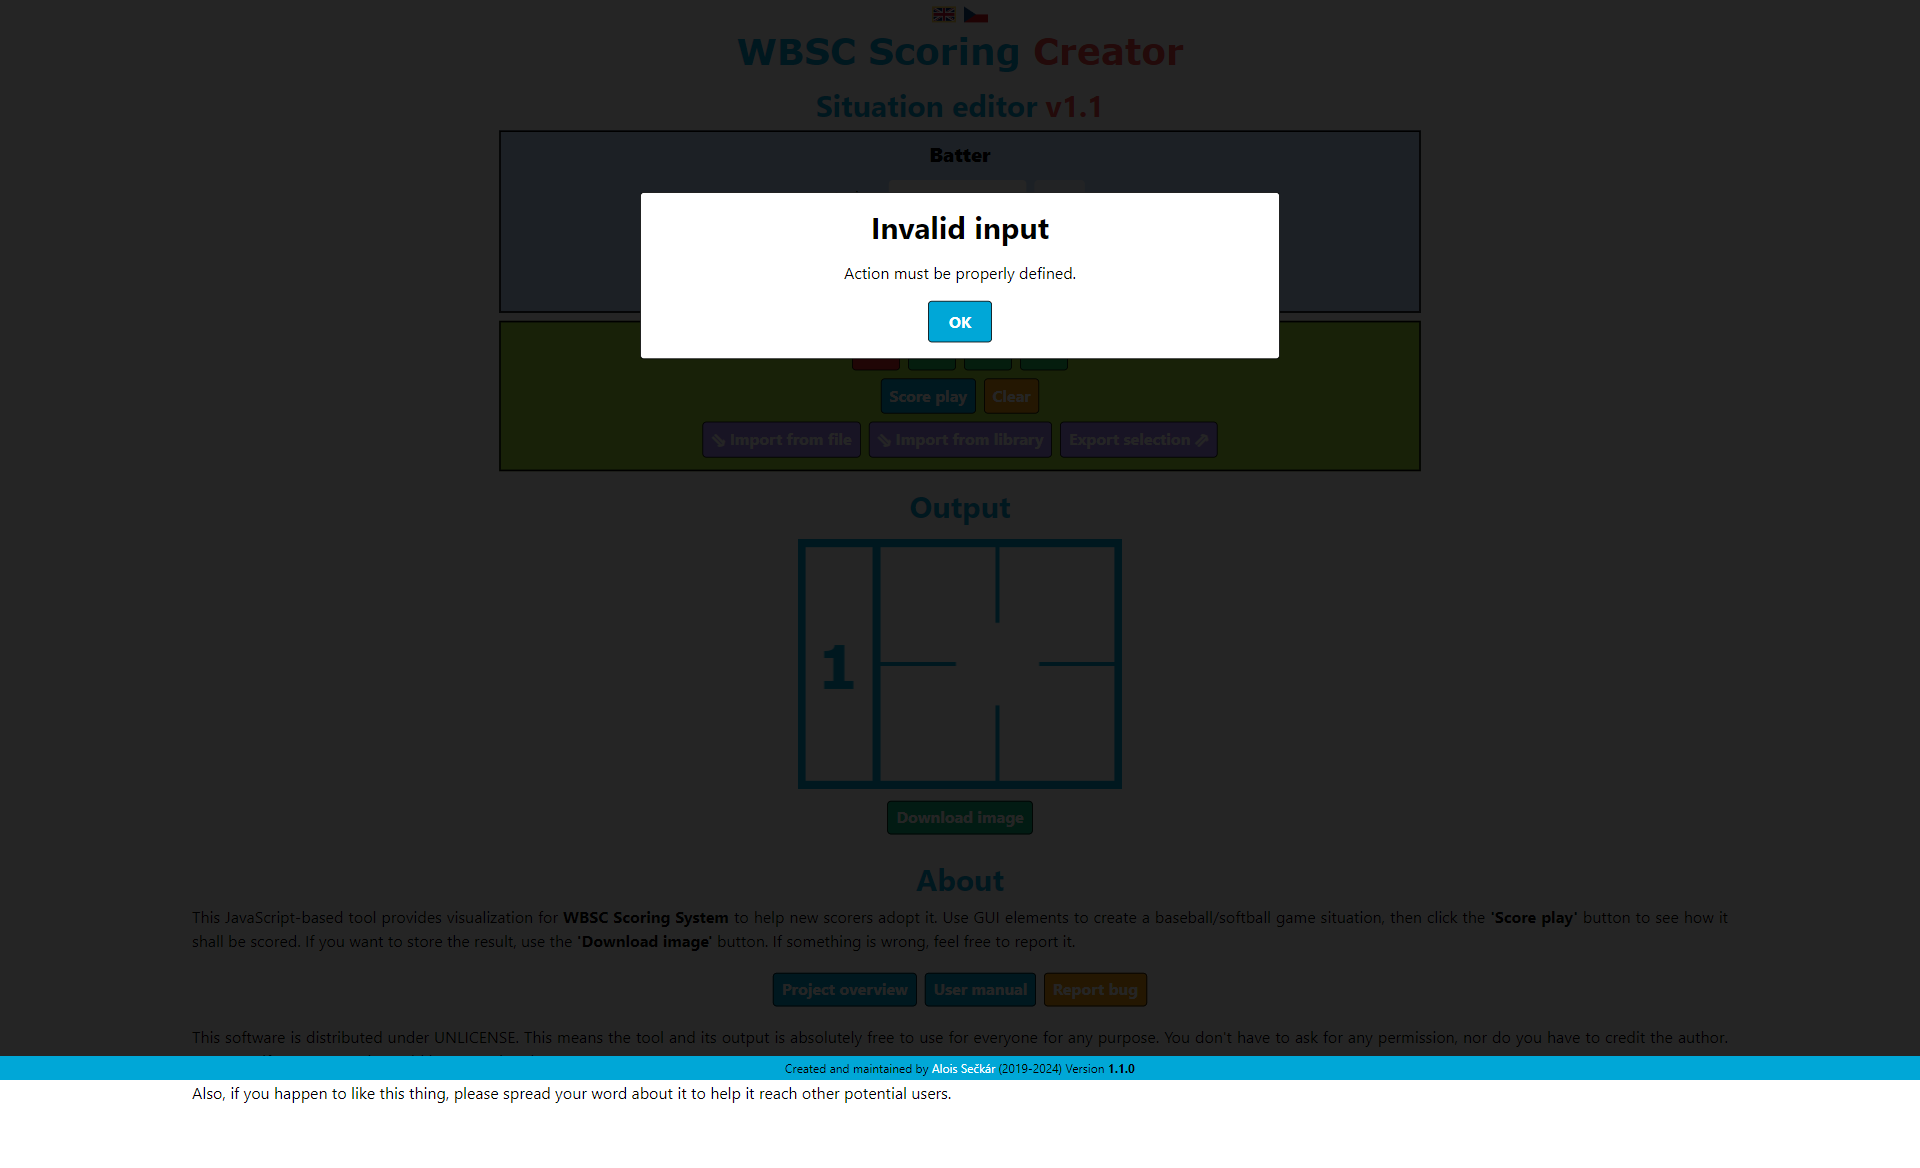 WBSC Scoring Creator
Situation editor v1.1
Batter
Invalid input
Action must be properly defined.
OK
Score play Clear
⇘ Import from file ⇘ Import from library Export selection ⇗
Output
1
Download image
About
This JavaScript-based tool provides visualization for WBSC Scoring System to help new scorers adopt it. Use GUI elements to create a baseball/softball game situation, then click the 'Score play' button to see how it
shall be scored. If you want to store the result, use the 'Download image' button. If something is wrong, feel free to report it.
Project overview User manual Report bug
This software is distributed under UNLICENSE. This means the tool and its output is absolutely free to use for everyone for any purpose. You don't have to ask for any permission, nor do you have to credit the author.
Created and maintained by Alois Sečkár (2019-2024) Version 1.1.0
Also, if you happen to like this thing, please spread your word about it to help it reach other potential users.